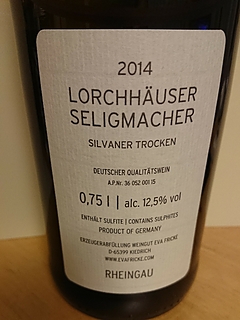 2014
LORCHHÄUSER
SELIGMACHER
SILVANER TROCKEN
DEUTSCHER QUALITÄTSWEIN
A.P.Nr. 36 052 001 15
0,75 l | alc. 12,5% vol
ENTHÄLT SULFITE | CONTAINS SULPHITES
PRODUCT OF GERMANY
ERZEUGERABFÜLLUNG WEINGUT EVA FRICKE
D-65399 KIEDRICH
WWW.EVAFRICKE.COM
RHEINGAU